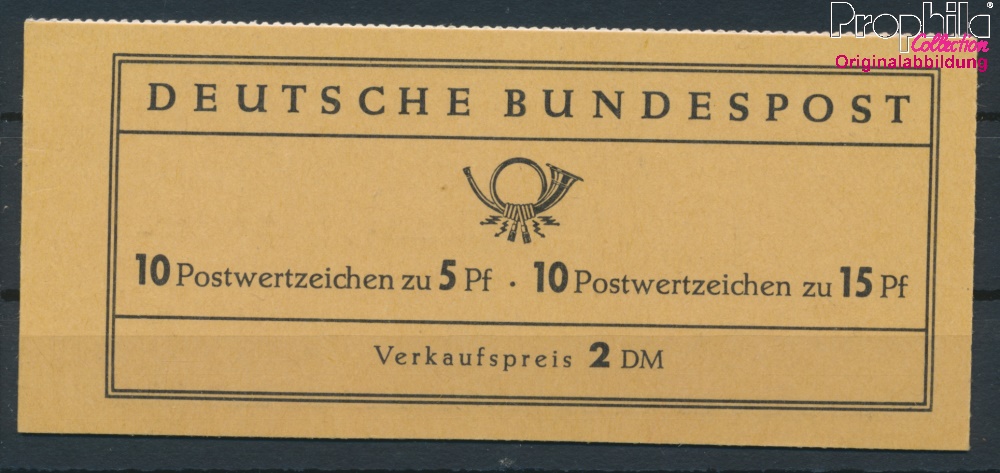 Prophila
Collection
Originalabbildung
DEUTSCHE BUNDESPOST
10 Postwertzeichen zu 5 Pf · 10 Postwertzeichen zu 15 Pf
Verkaufspreis 2 DM